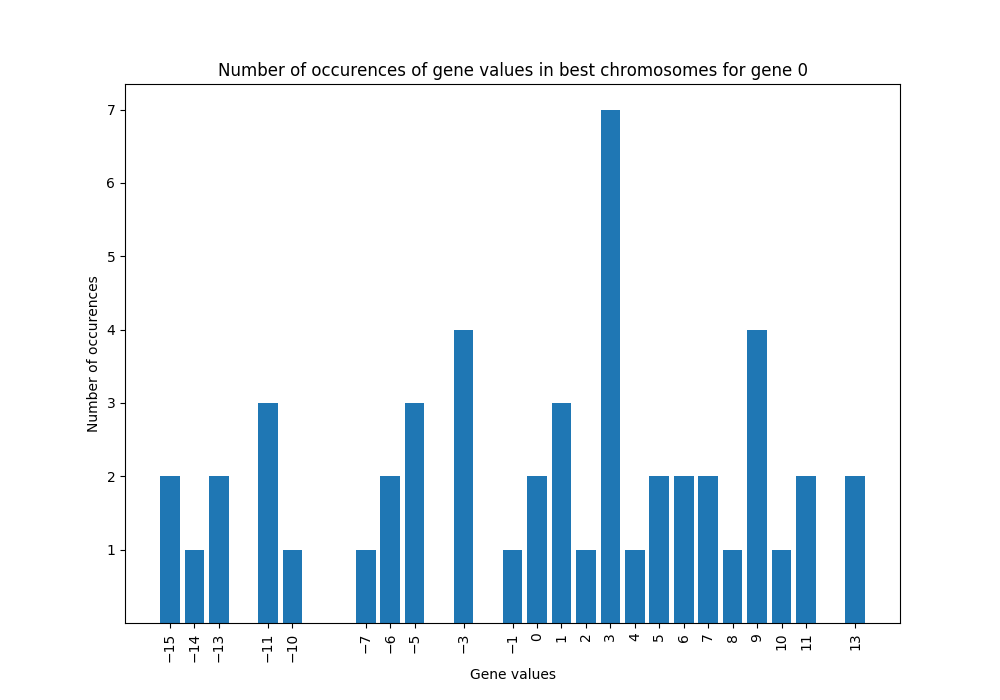 Number of occurences of gene values in best chromosomes for gene 0
7
6
5
4
3
2
1
Number of occurences
−15 −14 −13 −11 −10 −7 −6 −5 −3 −1 0 1 2 3 4 5 6 7 8 9 10 11 13
Gene values